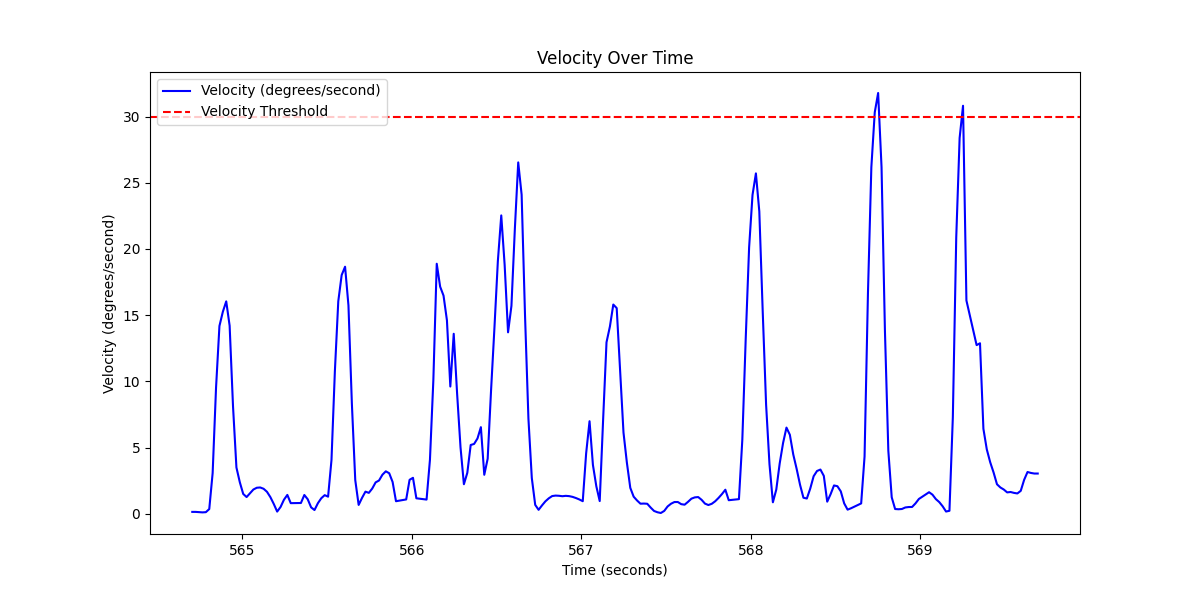 Velocity Over Time
Velocity (degrees/second)
Velocity Threshold
Velocity (degrees/second)
30
25
20
15
10
5
0
565 566 567 568 569
Time (seconds)